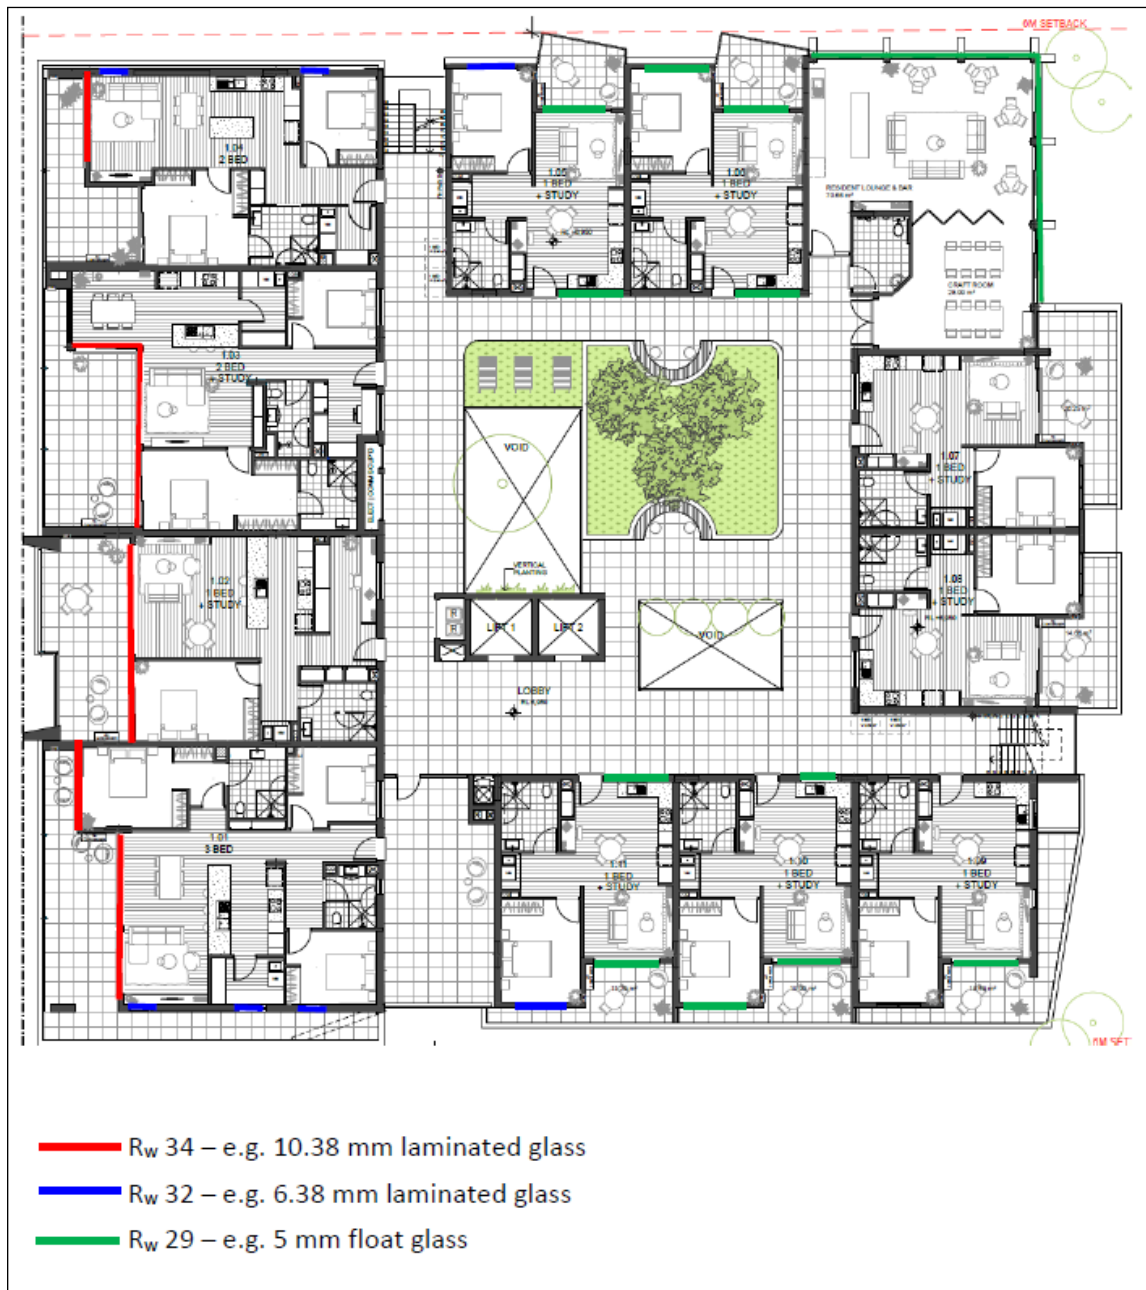 6M SETBACK
1.04
2 BED
1.05
1 BED
+ STUDY
1.06
1 BED
+ STUDY
RESIDENT LOUNGE & BAR
CRAFT ROOM
1.03
2 BED
+ STUDY
VOID
1.07
1 BED
+ STUDY
ELECT | COMM SCUP'D
1.02
1 BED
+ STUDY
VERTICAL
PLANTING
1.08
1 BED
+ STUDY
R
R
LIFT 1
LIFT 2
VOID
LOBBY
1.01
3 BED
1.11
1 BED
+ STUDY
1.10
1 BED
+ STUDY
1.09
1 BED
+ STUDY
6M SET
Rw 34 – e.g. 10.38 mm laminated glass
Rw 32 – e.g. 6.38 mm laminated glass
Rw 29 – e.g. 5 mm float glass